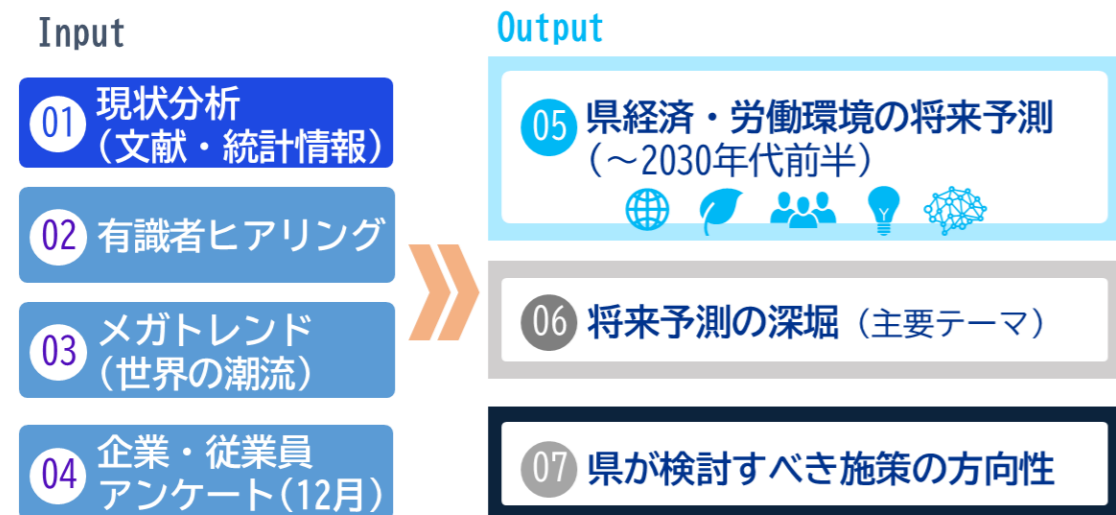 Input
01
現状分析
（文献・統計情報）
02
有識者ヒアリング
03
メガトレンド
（世界の潮流）
04
企業・従業員
アンケート(12月)
Output
05
県経済・労働環境の将来予測
（～2030年代前半）
06
将来予測の深堀（主要テーマ）
07
県が検討すべき施策の方向性